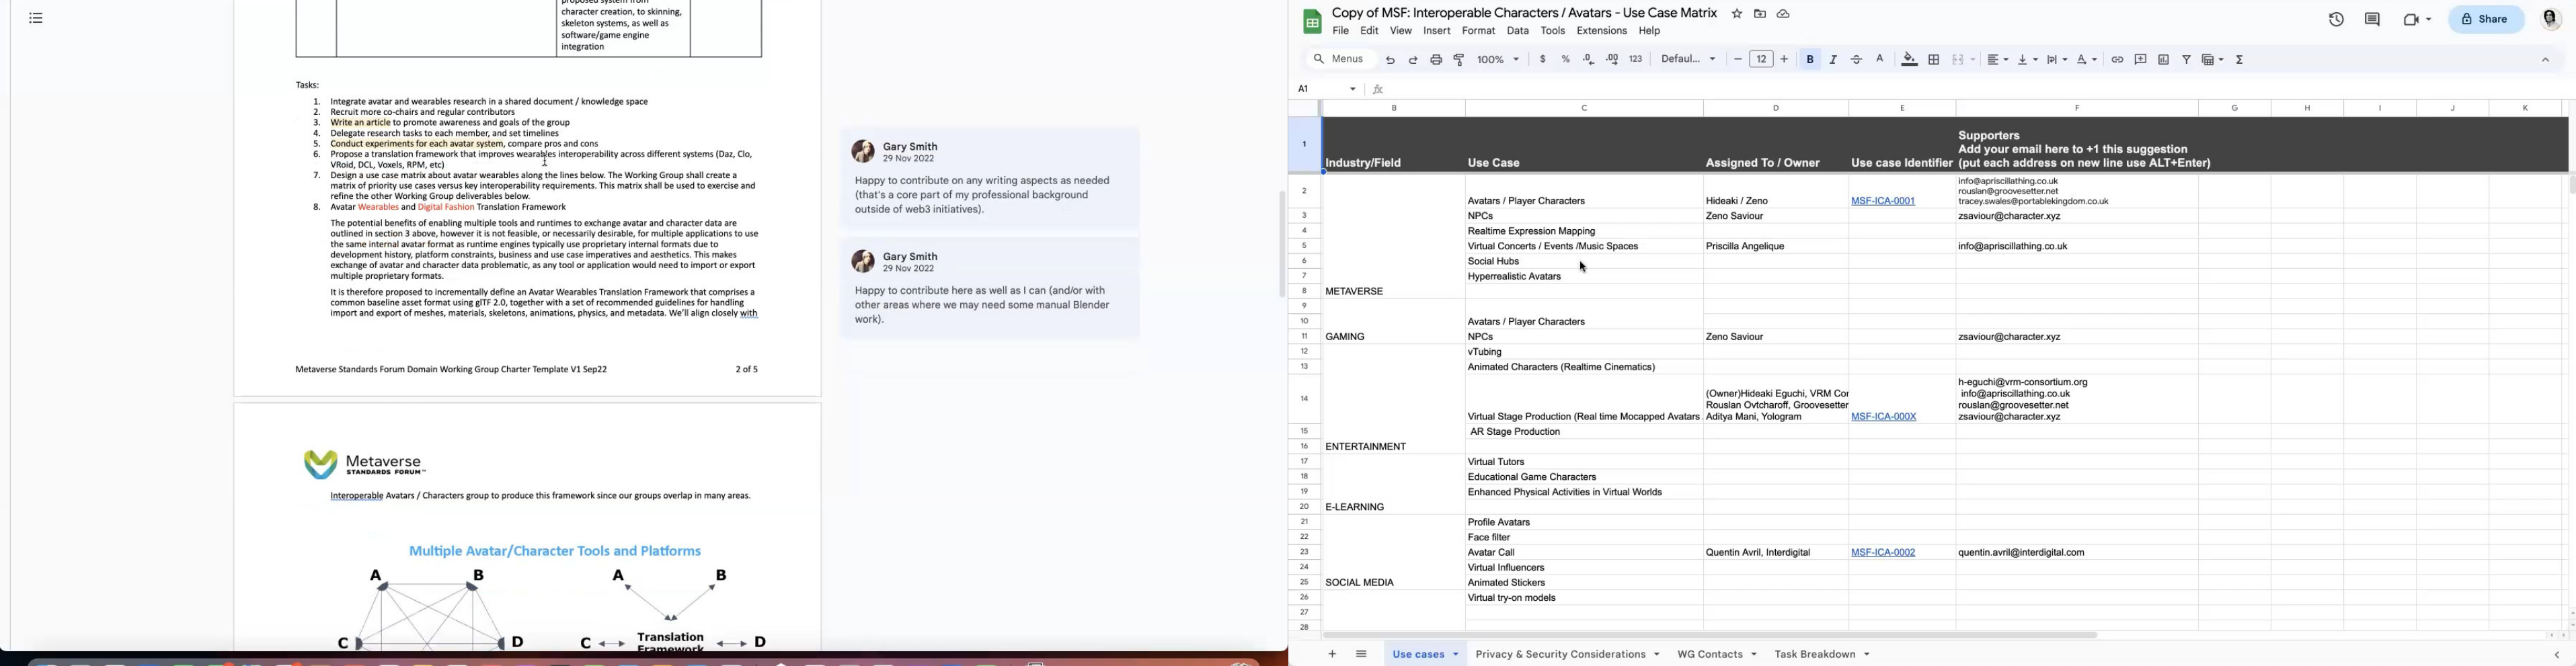 proposed system from
character creation, to skinning,
skeleton systems, as well as
software/game engine
integration
Tasks:
1. Integrate avatar and wearables research in a shared document / knowledge space
2. Recruit more co-chairs and regular contributors
3. Write an article to promote awareness and goals of the group
4. Delegate research tasks to each member, and set timelines
5. Conduct experiments for each avatar system, compare pros and cons
6. Propose a translation framework that improves wearables interoperability across different systems (Daz, Clo,
VRoid, DCL, Voxels, RPM, etc)
7. Design a use case matrix about avatar wearables along the lines below. The Working Group shall create a
matrix of priority use cases versus key interoperability requirements. This matrix shall be used to exercise and
refine the other Working Group deliverables below.
8. Avatar Wearables and Digital Fashion Translation Framework
The potential benefits of enabling multiple tools and runtimes to exchange avatar and character data are
outlined in section 3 above, however it is not feasible, or necessarily desirable, for multiple applications to use
the same internal avatar format as runtime engines typically use proprietary internal formats due to
development history, platform constraints, business and use case imperatives and aesthetics. This makes
exchange of avatar and character data problematic, as any tool or application would need to import or export
multiple proprietary formats.
It is therefore proposed to incrementally define an Avatar Wearables Translation Framework that comprises a
common baseline asset format using glTF 2.0, together with a set of recommended guidelines for handling
import and export of meshes, materials, skeletons, animations, physics, and metadata. We'll align closely with
Metaverse Standards Forum Domain Working Group Charter Template V1 Sep22 2 of 5
Metaverse
STANDARDS FORUM™
Interoperable Avatars / Characters group to produce this framework since our groups overlap in many areas.
Multiple Avatar/Character Tools and Platforms
A B A B
C D C Translation D
Framework
Gary Smith
29 Nov 2022
Happy to contribute on any writing aspects as needed
(that's a core part of my professional background
outside of web3 initiatives).
Gary Smith
29 Nov 2022
Happy to contribute here as well as I can (and/or with
other areas where we may need some manual Blender
work).
Copy of MSF: Interoperable Characters / Avatars - Use Case Matrix
File Edit View Insert Format Data Tools Extensions Help
Share
Menus 100% $ % .0 .00 123 Defaul... 12 B I S A
A1 fx
B C D E F G H I J K
Supporters
Add your email here to +1 this suggestion
1 Industry/Field Use Case Assigned To / Owner Use case Identifier (put each address on new line use ALT+Enter)
info@apriscillathing.co.uk
2 rouslan@groovesetter.net
Avatars / Player Characters Hideaki / Zeno MSF-ICA-0001 tracey.swales@portablekingdom.co.uk
3 NPCs Zeno Saviour zsaviour@character.xyz
4 Realtime Expression Mapping
5 Virtual Concerts / Events /Music Spaces Priscilla Angelique info@apriscillathing.co.uk
6 Social Hubs
7 Hyperrealistic Avatars
8 METAVERSE
9
10 Avatars / Player Characters
11 GAMING NPCs Zeno Saviour zsaviour@character.xyz
12 vTubing
13 Animated Characters (Realtime Cinematics)
h-eguchi@vrm-consortium.org
14 (Owner)Hideaki Eguchi, VRM Cor info@apriscillathing.co.uk
Rouslan Ovtcharoff, Groovesetter rouslan@groovesetter.net
Virtual Stage Production (Real time Mocapped Avatars Aditya Mani, Yologram MSF-ICA-000X zsaviour@character.xyz
15 AR Stage Production
16 ENTERTAINMENT
17 Virtual Tutors
18 Educational Game Characters
19 Enhanced Physical Activities in Virtual Worlds
20 E-LEARNING
21 Profile Avatars
22 Face filter
23 Avatar Call Quentin Avril, Interdigital MSF-ICA-0002 quentin.avril@interdigital.com
24 Virtual Influencers
25 SOCIAL MEDIA Animated Stickers
26 Virtual try-on models
27
28
Use cases Privacy & Security Considerations WG Contacts Task Breakdown